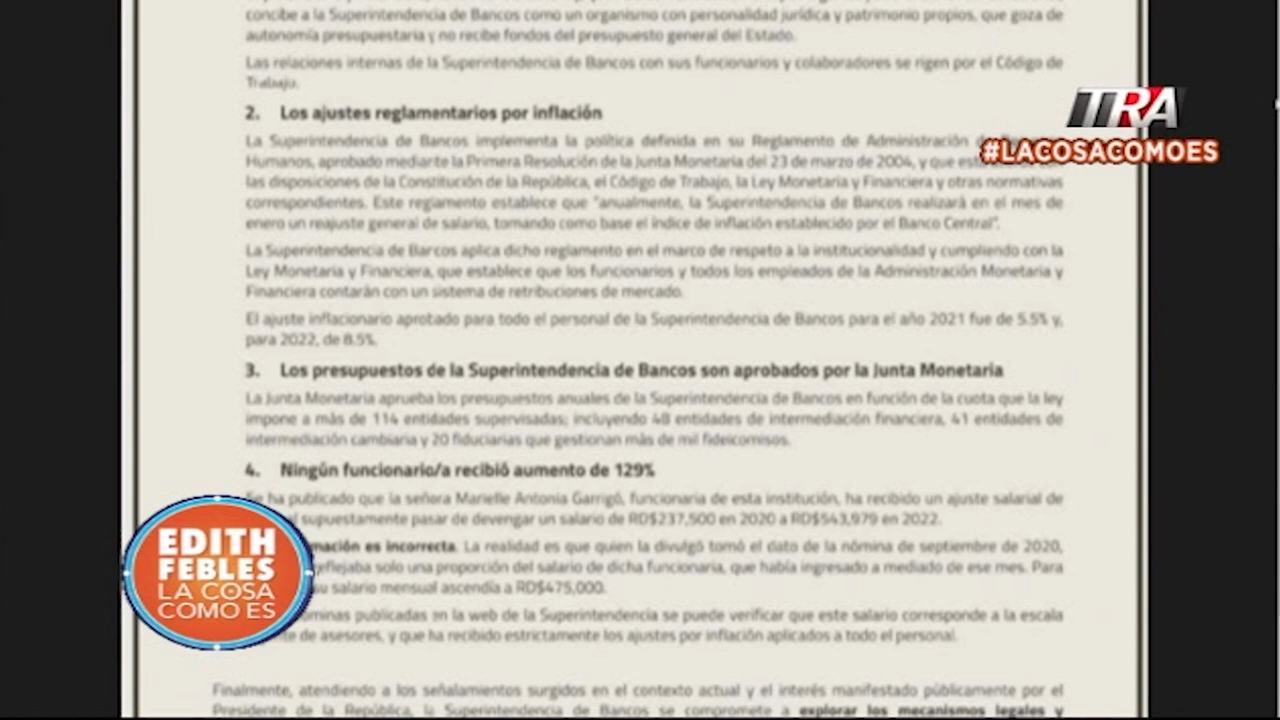 concibe a la Superintendencia de Bancos como un organismo con personalidad jurídica y patrimonio propios, que goza de
autonomía presupuestaria y no recibe fondos del presupuesto general del Estado.
Las relaciones internas de la Superintendencia de Bancos con sus funcionarios y colaboradores se rigen por el Código de
Trabajo.
TRA
#LACOSACOMOES
2. Los ajustes reglamentarios por inflación
La Superintendencia de Bancos implementa la política definida en su Reglamento de Administración
Humanos, aprobado mediante la Primera Resolución de la Junta Monetaria del 23 de marzo de 2004, y que
las disposiciones de la Constitución de la República, el Código de Trabajo, la Ley Monetaria y Financiera y otras normativas
correspondientes. Este reglamento establece que "anualmente, la Superintendencia de Bancos realizará en el mes de
enero un reajuste general de salario, tomando como base el índice de inflación establecido por el Banco Central".
La Superintendencia de Bancos aplica dicho reglamento en el marco de respeto a la institucionalidad y cumpliendo con la
Ley Monetaria y Financiera, que establece que los funcionarios y todos los empleados de la Administración Monetaria y
Financiera contarán con un sistema de retribuciones de mercado.
El ajuste inflacionario aprobado para todo el personal de la Superintendencia de Bancos para el año 2021 fue de 5.5% y,
para 2022, de 8.5%.
3. Los presupuestos de la Superintendencia de Bancos son aprobados por la Junta Monetaria
La Junta Monetaria aprueba los presupuestos anuales de la Superintendencia de Bancos en función de la cuota que la ley
impone a más de 114 entidades supervisadas; incluyendo 48 entidades de intermediación financiera, 41 entidades de
intermediación cambiaria y 20 fiduciarias que gestionan más de mil fideicomisos.
4. Ningún funcionario/a recibió aumento de 129%
Se ha publicado que la señora Marielle Antonia Garrigó, funcionaria de esta institución, ha recibido un ajuste salarial de
supuestamente pasar de devengar un salario de RD$237,500 en 2020 a RD$543,979 en 2022.
mación es incorrecta. La realidad es que quien la divulgó tomó el dato de la nómina de septiembre de 2020,
eflejaba solo una proporción del salario de dicha funcionaria, que había ingresado a mediado de ese mes. Para
su salario mensual ascendía a RD$475,000.
óminas publicadas en la web de la Superintendencia se puede verificar que este salario corresponde a la escala
te de asesores, y que ha recibido estrictamente los ajustes por inflación aplicados a todo el personal.
EDITH
FEBLES
LA COSA
COMO ES
Finalmente, atendiendo a los señalamientos surgidos en el contexto actual y el interés manifestado públicamente por el
Presidente de la República, la Superintendencia de Bancos se compromete a explorar los mecanismos legales y